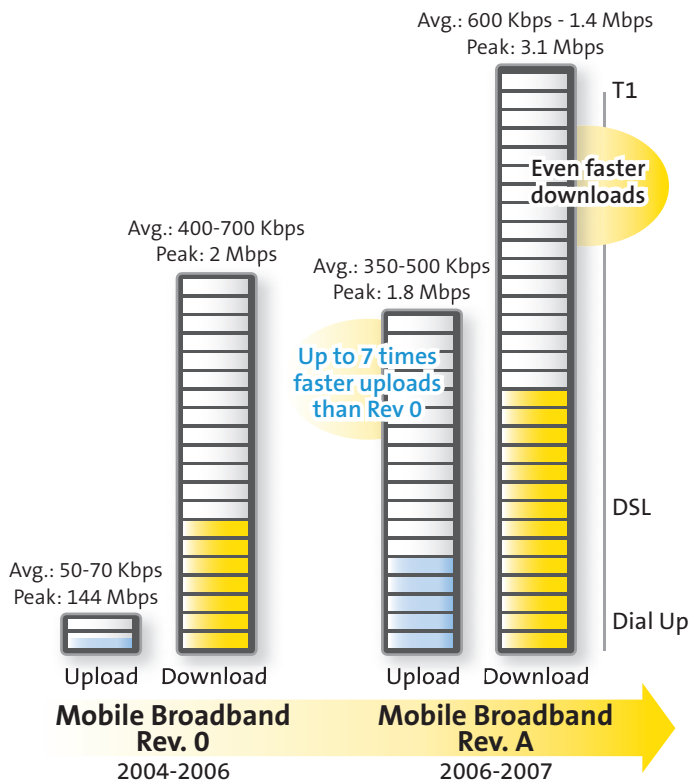 Avg.: 600 Kbps - 1.4 Mbps
Peak: 3.1 Mbps
T1
Even faster
downloads
Avg.: 400-700 Kbps
Peak: 2 Mbps
Avg.: 350-500 Kbps
Peak: 1.8 Mbps
Up to 7 times
faster uploads
than Rev 0
DSL
Avg.: 50-70 Kbps
Peak: 144 Mbps
Dial Up
Upload
Download
Upload
Download
Mobile Broadband
Rev. 0
2004-2006
Mobile Broadband
Rev. A
2006-2007